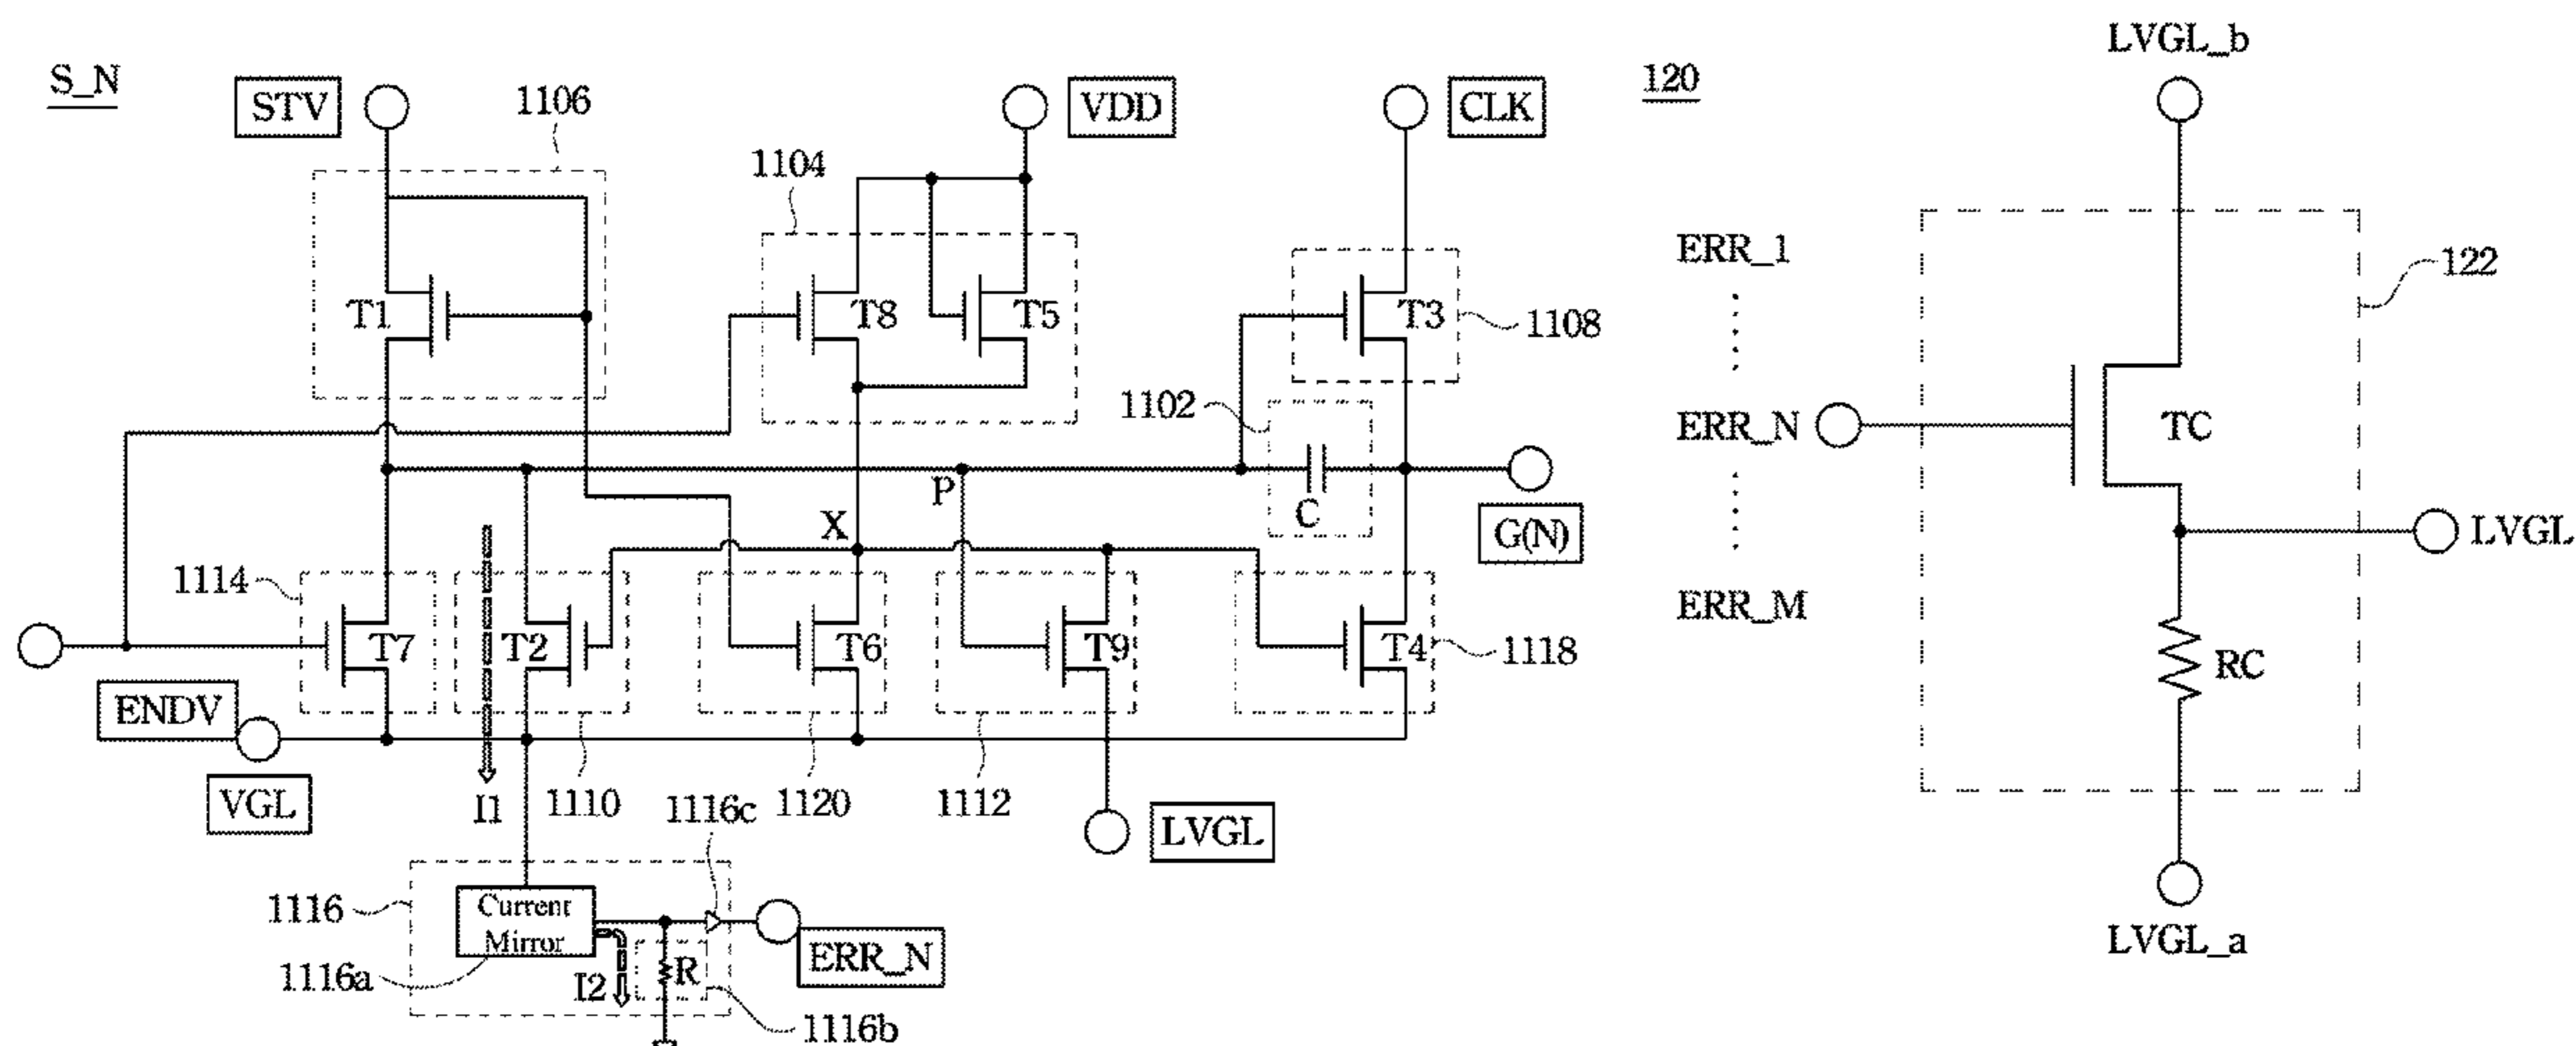 S_N
STV
1106
VDD
CLK
120
LVGL_b
1104
ERR_1
122
T1
T8
T5
T3
1108
1102
ERR_N
TC
P
C
X
G(N)
LVGL
1114
T7
T2
T6
T9
T4
1118
ERR_M
RC
ENDV
VGL
I1
1110
1116c
1120
1112
LVGL
1116
Current
Mirror
ERR_N
LVGL_a
1116a
I2
R
1116b